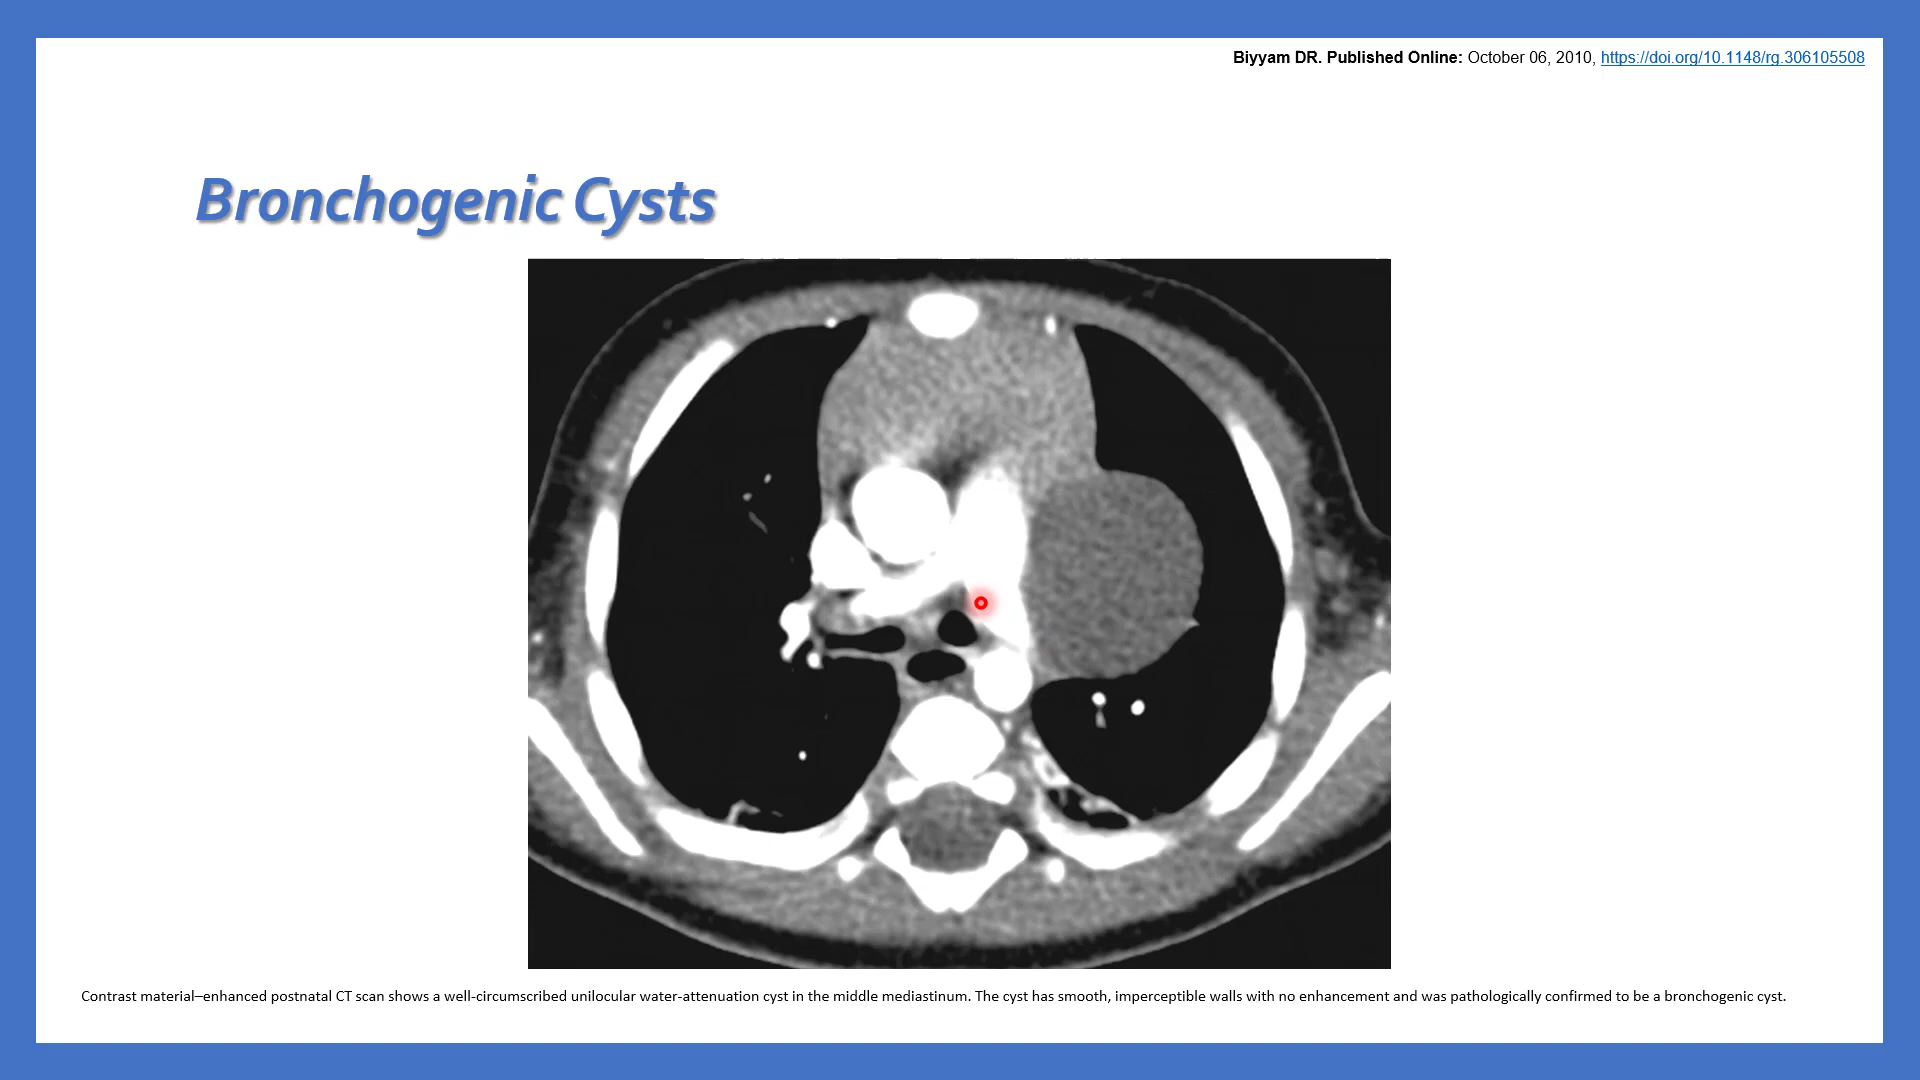 Biyyam DR. Published Online: October 06, 2010, https://doi.org/10.1148/rg.306105508
Bronchogenic Cysts
Contrast material–enhanced postnatal CT scan shows a well-circumscribed unilocular water-attenuation cyst in the middle mediastinum. The cyst has smooth, imperceptible walls with no enhancement and was pathologically confirmed to be a bronchogenic cyst.